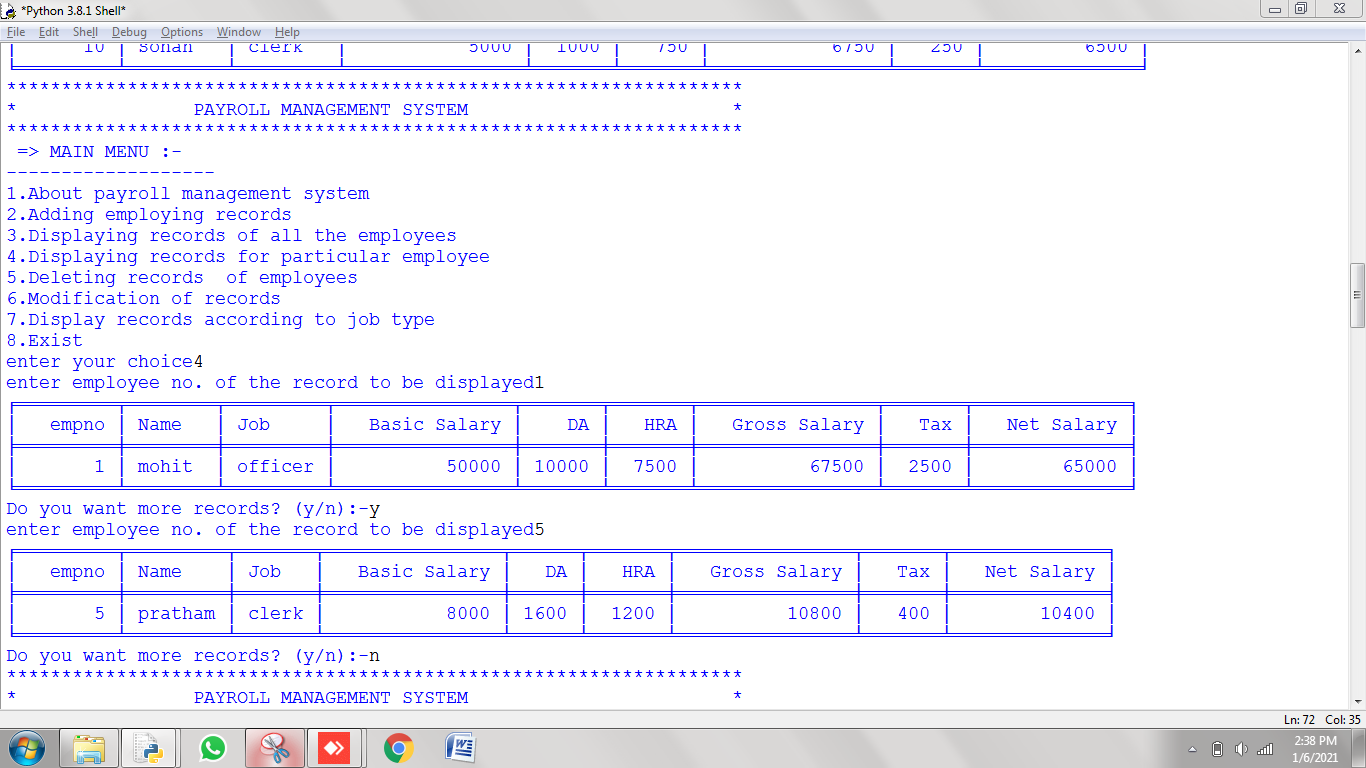 *Python 3.8.1 Shell*
File Edit Shell Debug Options Window Help
10 sohan clerk 5000 1000 750 6750 250 6500
*******************************************************************
* PAYROLL MANAGEMENT SYSTEM *
*******************************************************************
=> MAIN MENU :-
-------------------
1.About payroll management system
2.Adding employing records
3.Displaying records of all the employees
4.Displaying records for particular employee
5.Deleting records  of employees
6.Modification of records
7.Display records according to job type
8.Exist
enter your choice4
enter employee no. of the record to be displayed1
empno Name Job Basic Salary DA HRA Gross Salary Tax Net Salary
1 mohit officer 50000 10000 7500 67500 2500 65000
Do you want more records? (y/n):-y
enter employee no. of the record to be displayed5
empno Name Job Basic Salary DA HRA Gross Salary Tax Net Salary
5 pratham clerk 8000 1600 1200 10800 400 10400
Do you want more records? (y/n):-n
*******************************************************************
* PAYROLL MANAGEMENT SYSTEM *
Ln: 72 Col: 35
2:38 PM
1/6/2021